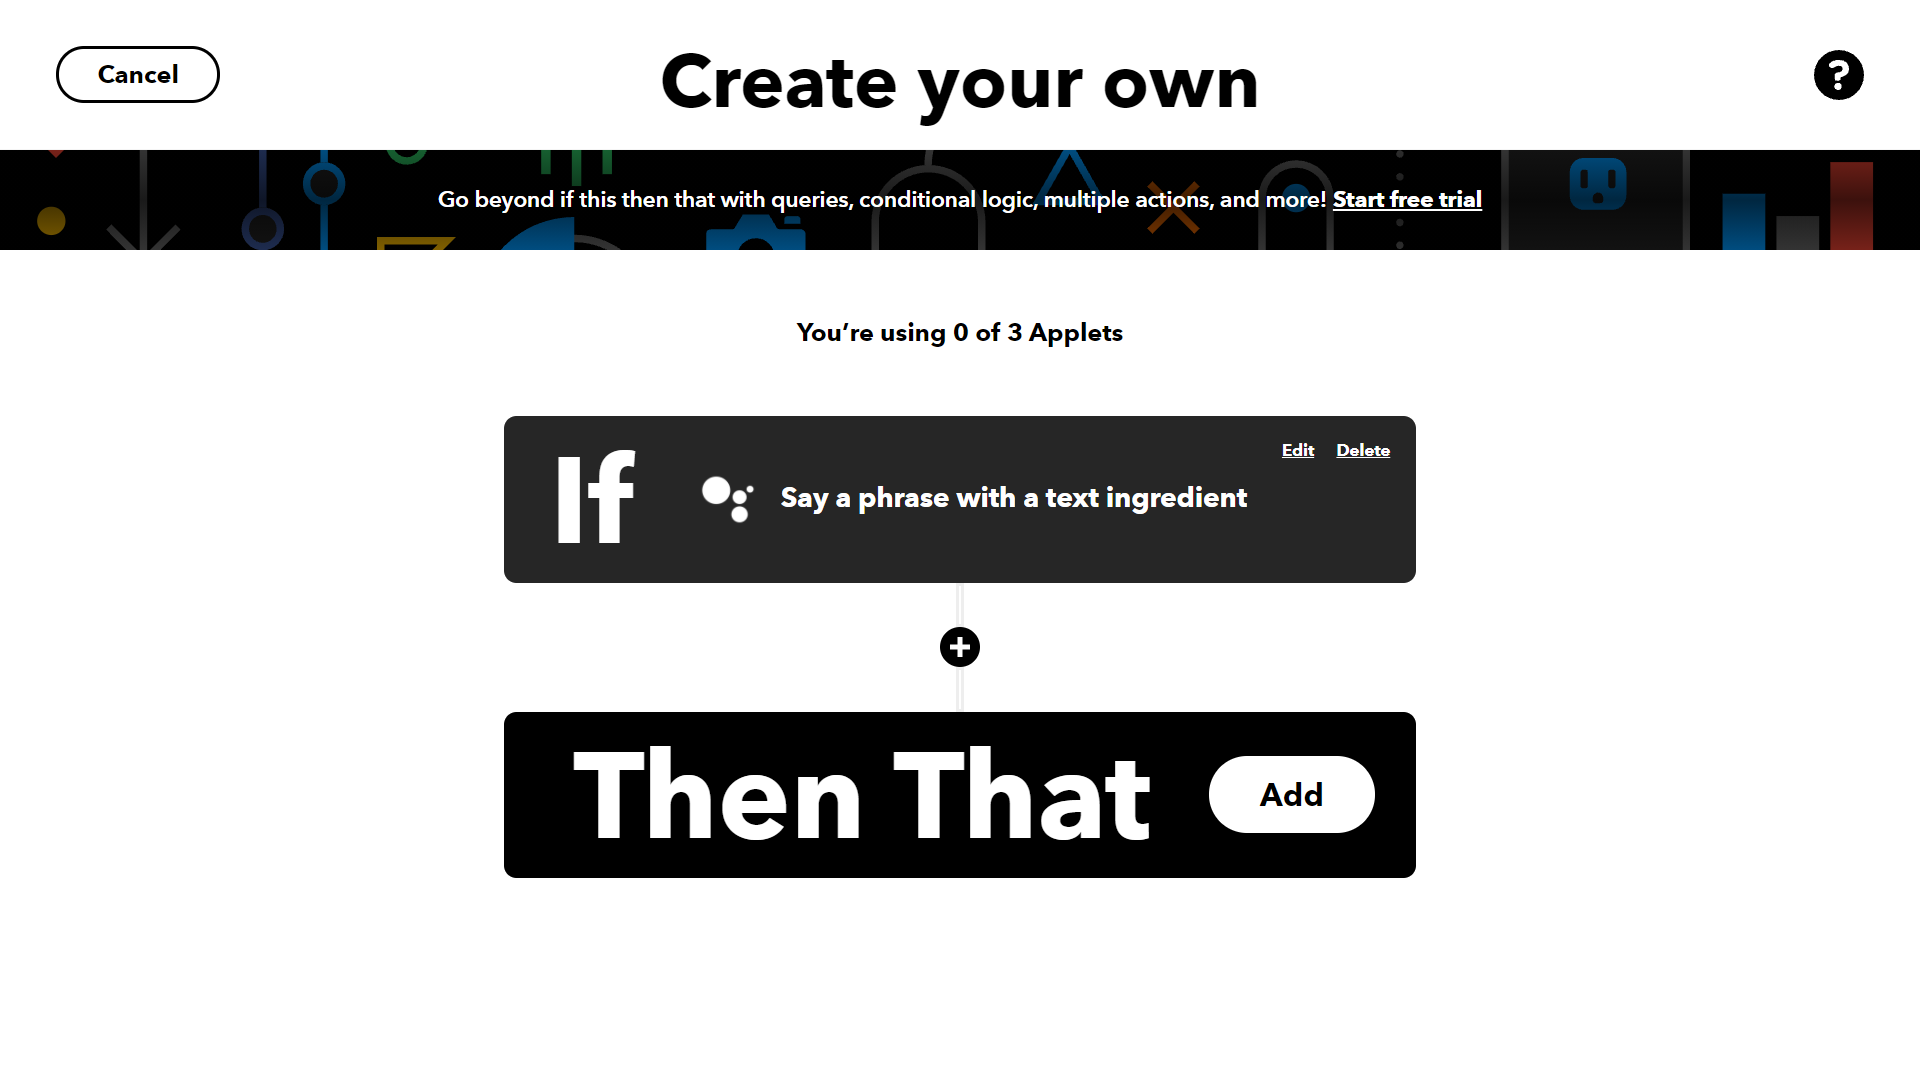 Cancel
Create your own
?
Go beyond if this then that with queries, conditional logic, multiple actions, and more! Start free trial
You’re using 0 of 3 Applets
Edit Delete
If Say a phrase with a text ingredient
Then That Add